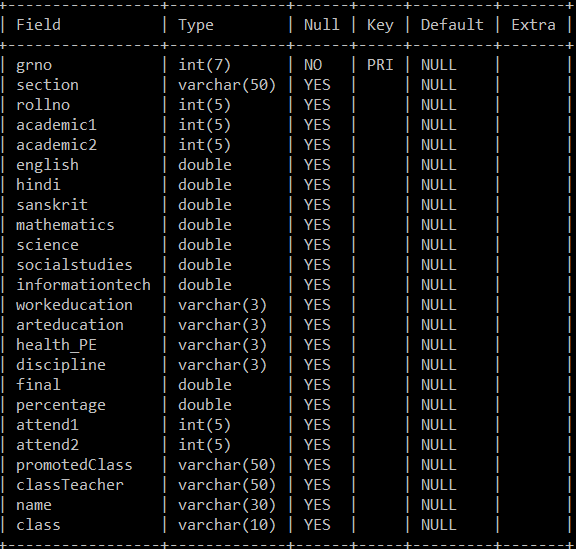 +-----------------+-------------+------+-----+---------+-------+
| Field           | Type        | Null | Key | Default | Extra |
+-----------------+-------------+------+-----+---------+-------+
| grno            | int(7)      | NO   | PRI | NULL    |       |
| section         | varchar(50) | YES  |     | NULL    |       |
| rollno          | int(5)      | YES  |     | NULL    |       |
| academic1       | int(5)      | YES  |     | NULL    |       |
| academic2       | int(5)      | YES  |     | NULL    |       |
| english         | double      | YES  |     | NULL    |       |
| hindi           | double      | YES  |     | NULL    |       |
| sanskrit        | double      | YES  |     | NULL    |       |
| mathematics     | double      | YES  |     | NULL    |       |
| science         | double      | YES  |     | NULL    |       |
| socialstudies   | double      | YES  |     | NULL    |       |
| informationtech | double      | YES  |     | NULL    |       |
| workeducation   | varchar(3)  | YES  |     | NULL    |       |
| arteducation    | varchar(3)  | YES  |     | NULL    |       |
| health_PE       | varchar(3)  | YES  |     | NULL    |       |
| discipline      | varchar(3)  | YES  |     | NULL    |       |
| final           | double      | YES  |     | NULL    |       |
| percentage      | double      | YES  |     | NULL    |       |
| attend1         | int(5)      | YES  |     | NULL    |       |
| attend2         | int(5)      | YES  |     | NULL    |       |
| promotedClass   | varchar(50) | YES  |     | NULL    |       |
| classTeacher    | varchar(50) | YES  |     | NULL    |       |
| name            | varchar(30) | YES  |     | NULL    |       |
| class           | varchar(10) | YES  |     | NULL    |       |
+-----------------+-------------+------+-----+---------+-------+